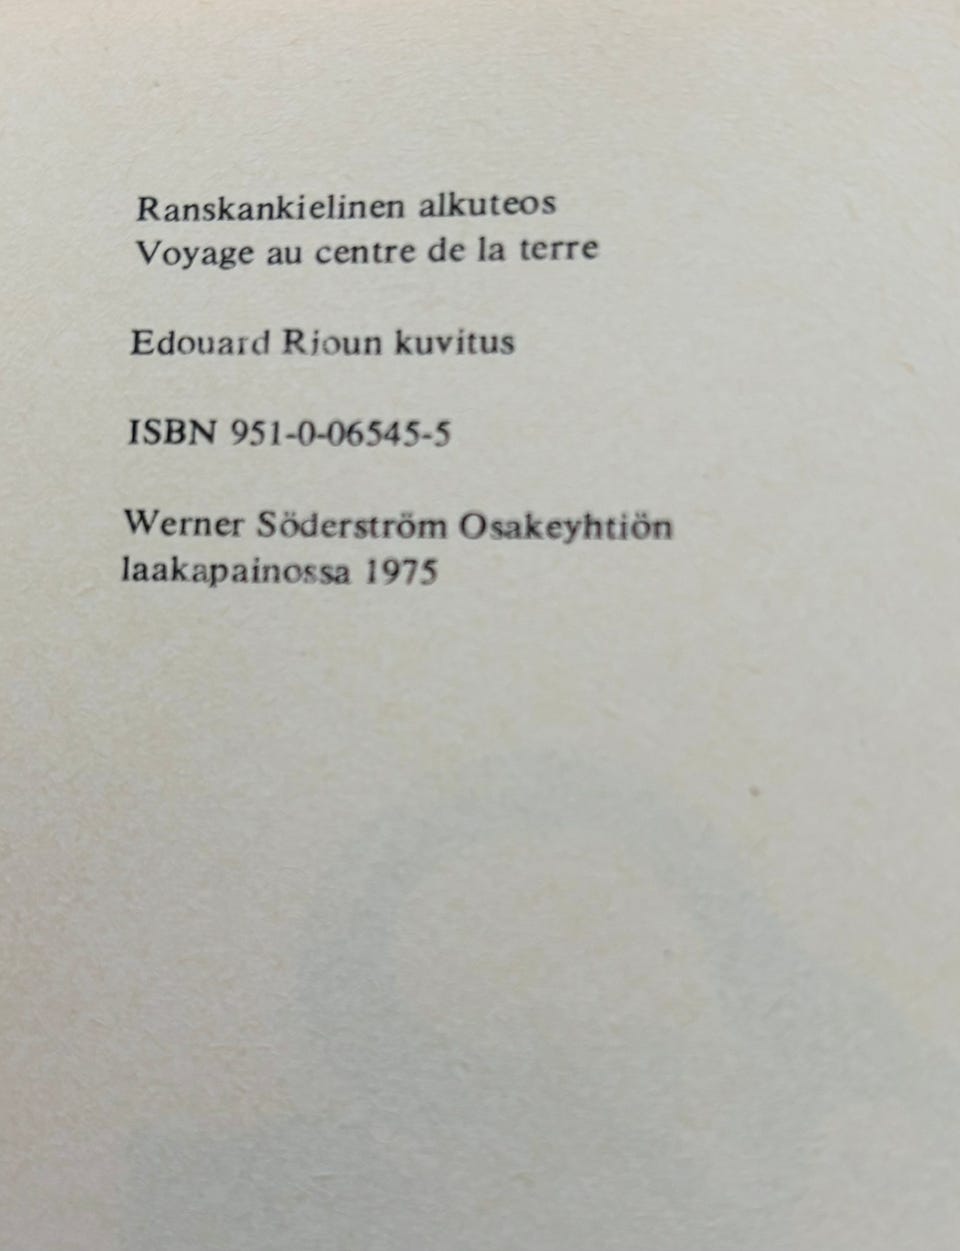 Ranskankielinen alkuteos
Voyage au centre de la terre
Edouard Rioun kuvitus
ISBN 951-0-06545-5
Werner Söderström Osakeyhtiön
laakapainossa 1975